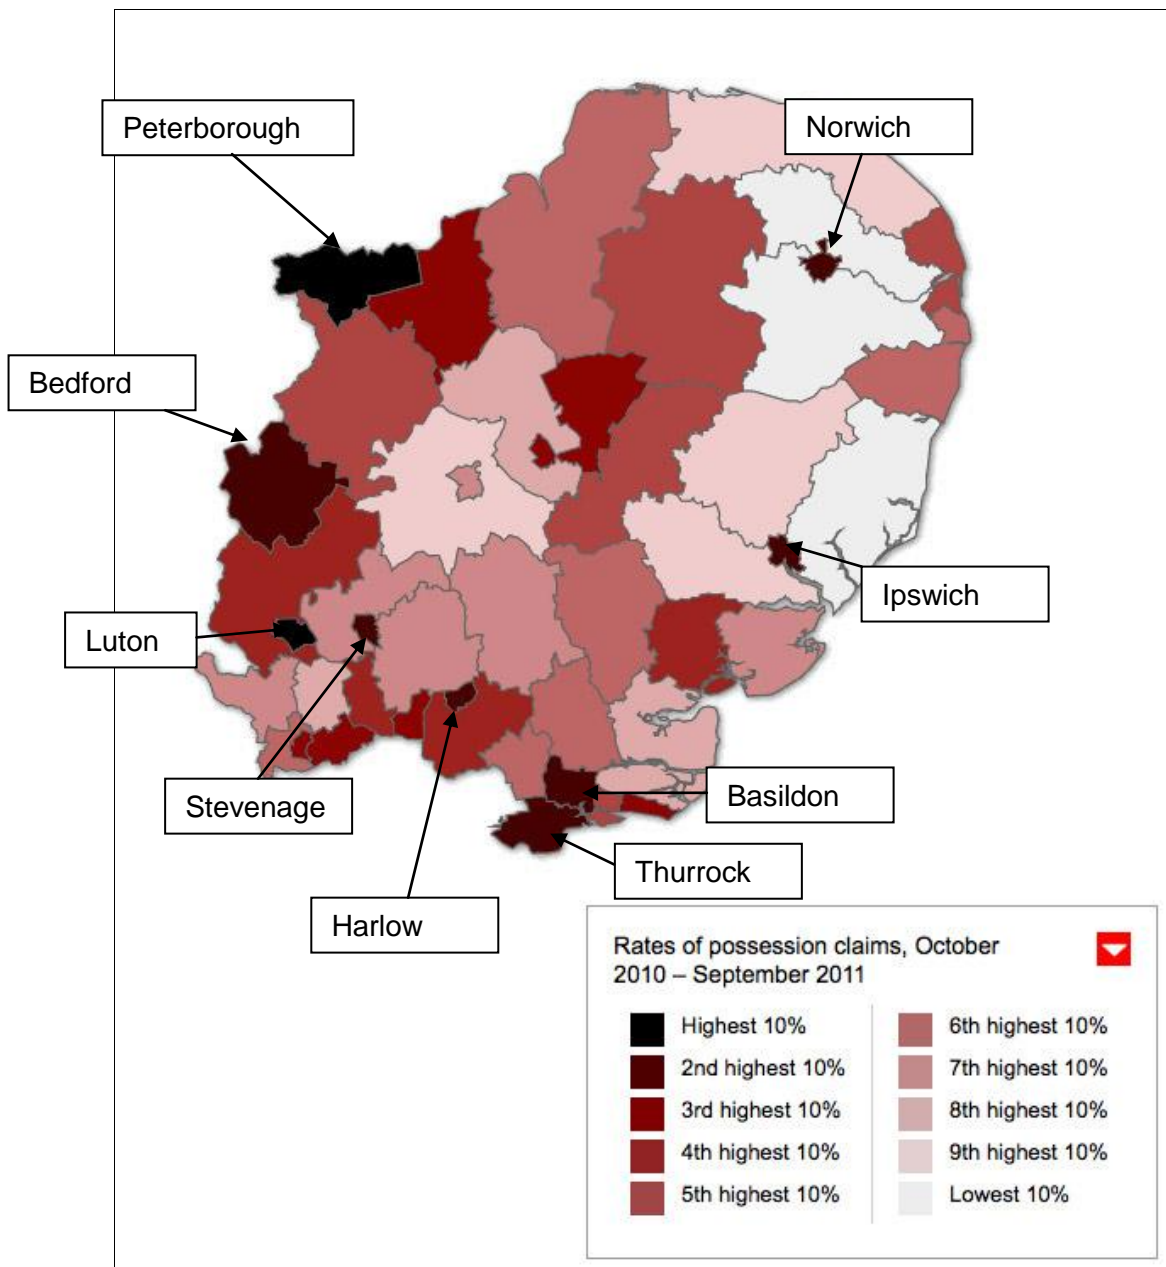 Peterborough
Norwich
Bedford
Ipswich
Luton
Stevenage
Basildon
Thurrock
Harlow
Rates of possession claims, October
2010 – September 2011
Highest 10%
2nd highest 10%
3rd highest 10%
4th highest 10%
5th highest 10%
6th highest 10%
7th highest 10%
8th highest 10%
9th highest 10%
Lowest 10%